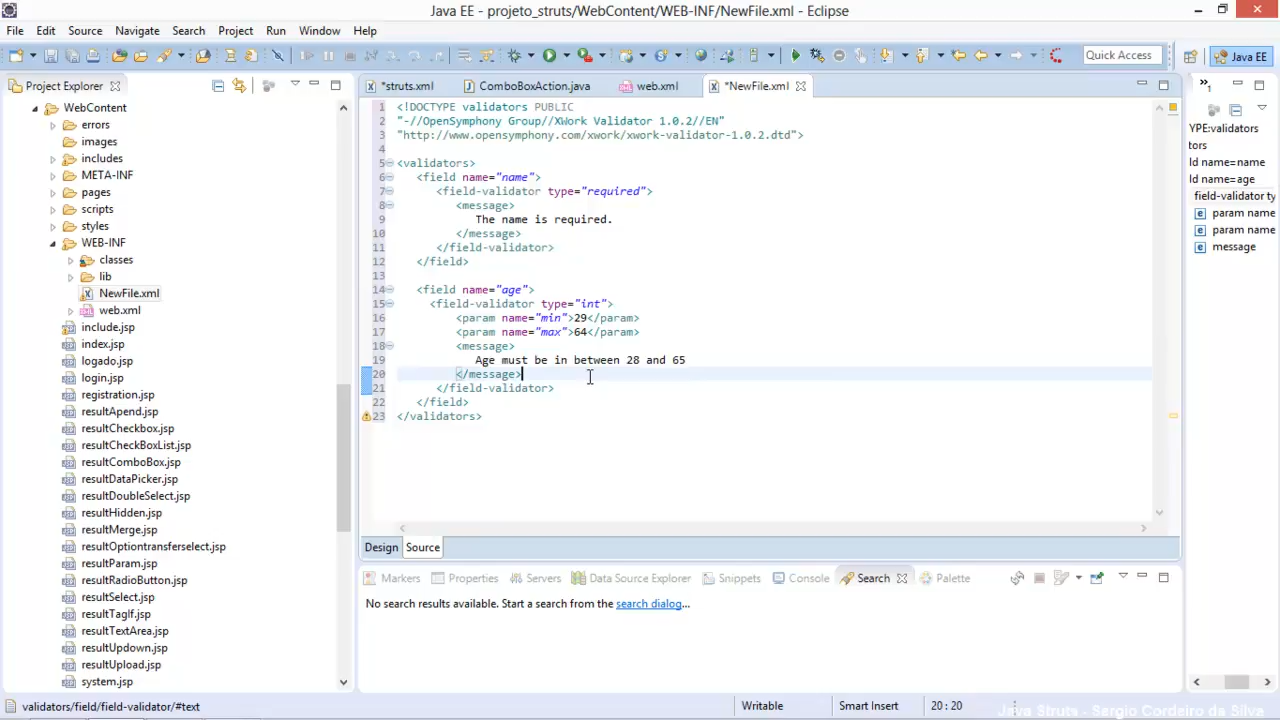 Java EE - projeto_struts/WebContent/WEB-INF/NewFile.xml - Eclipse
File Edit Source Navigate Search Project Run Window Help
Quick Access
Java EE
Project Explorer
WebContent
errors
images
includes
META-INF
pages
scripts
styles
WEB-INF
classes
lib
NewFile.xml
web.xml
include.jsp
index.jsp
logado.jsp
login.jsp
registration.jsp
resultApend.jsp
resultCheckbox.jsp
resultCheckBoxList.jsp
resultComboBox.jsp
resultDataPicker.jsp
resultDoubleSelect.jsp
resultHidden.jsp
resultMerge.jsp
resultOptiontransferselect.jsp
resultParam.jsp
resultRadioButton.jsp
resultSelect.jsp
resultTagIf.jsp
resultTextArea.jsp
resultUpdown.jsp
resultUpload.jsp
system.jsp
*struts.xml ComboBoxAction.java web.xml *NewFile.xml
1 <!DOCTYPE validators PUBLIC
2 "-//OpenSymphony Group//XWork Validator 1.0.2//EN"
3 "http://www.opensymphony.com/xwork/xwork-validator-1.0.2.dtd">
4
5 <validators>
6 <field name="name">
7 <field-validator type="required">
8 <message>
9 The name is required.
10 </message>
11 </field-validator>
12 </field>
13
14 <field name="age">
15 <field-validator type="int">
16 <param name="min">29</param>
17 <param name="max">64</param>
18 <message>
19 Age must be in between 28 and 65
20 </message>
21 </field-validator>
22 </field>
23 </validators>
Design Source
»1
YPE:validators
tors
ld name=name
ld name=age
field-validator ty
param name
param name
message
Markers Properties Servers Data Source Explorer Snippets Console Search Palette
No search results available. Start a search from the search dialog...
validators/field/field-validator/#text
Writable
Smart Insert
20 : 20
Java Struts - Sergio Cordeiro da Silva